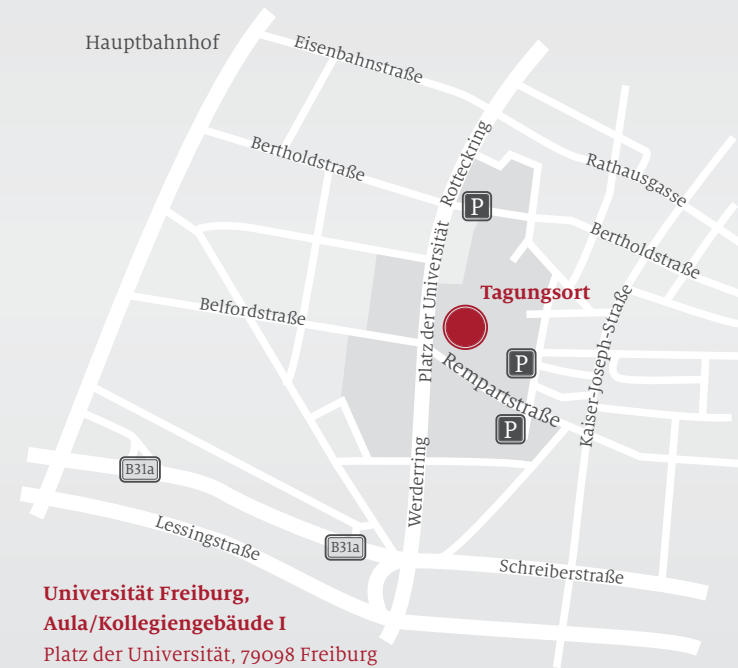 Hauptbahnhof
Eisenbahnstraße
Bertholdstraße
Rotteckring
Rathausgasse
P
Bertholdstraße
Platz der Universität
Tagungsort
Belfordstraße
Kaiser-Joseph-Straße
P
Rempartstraße
P
Werderring
B31a
Lessingstraße
B31a
Schreiberstraße
Universität Freiburg,
Aula/Kollegiengebäude I
Platz der Universität, 79098 Freiburg